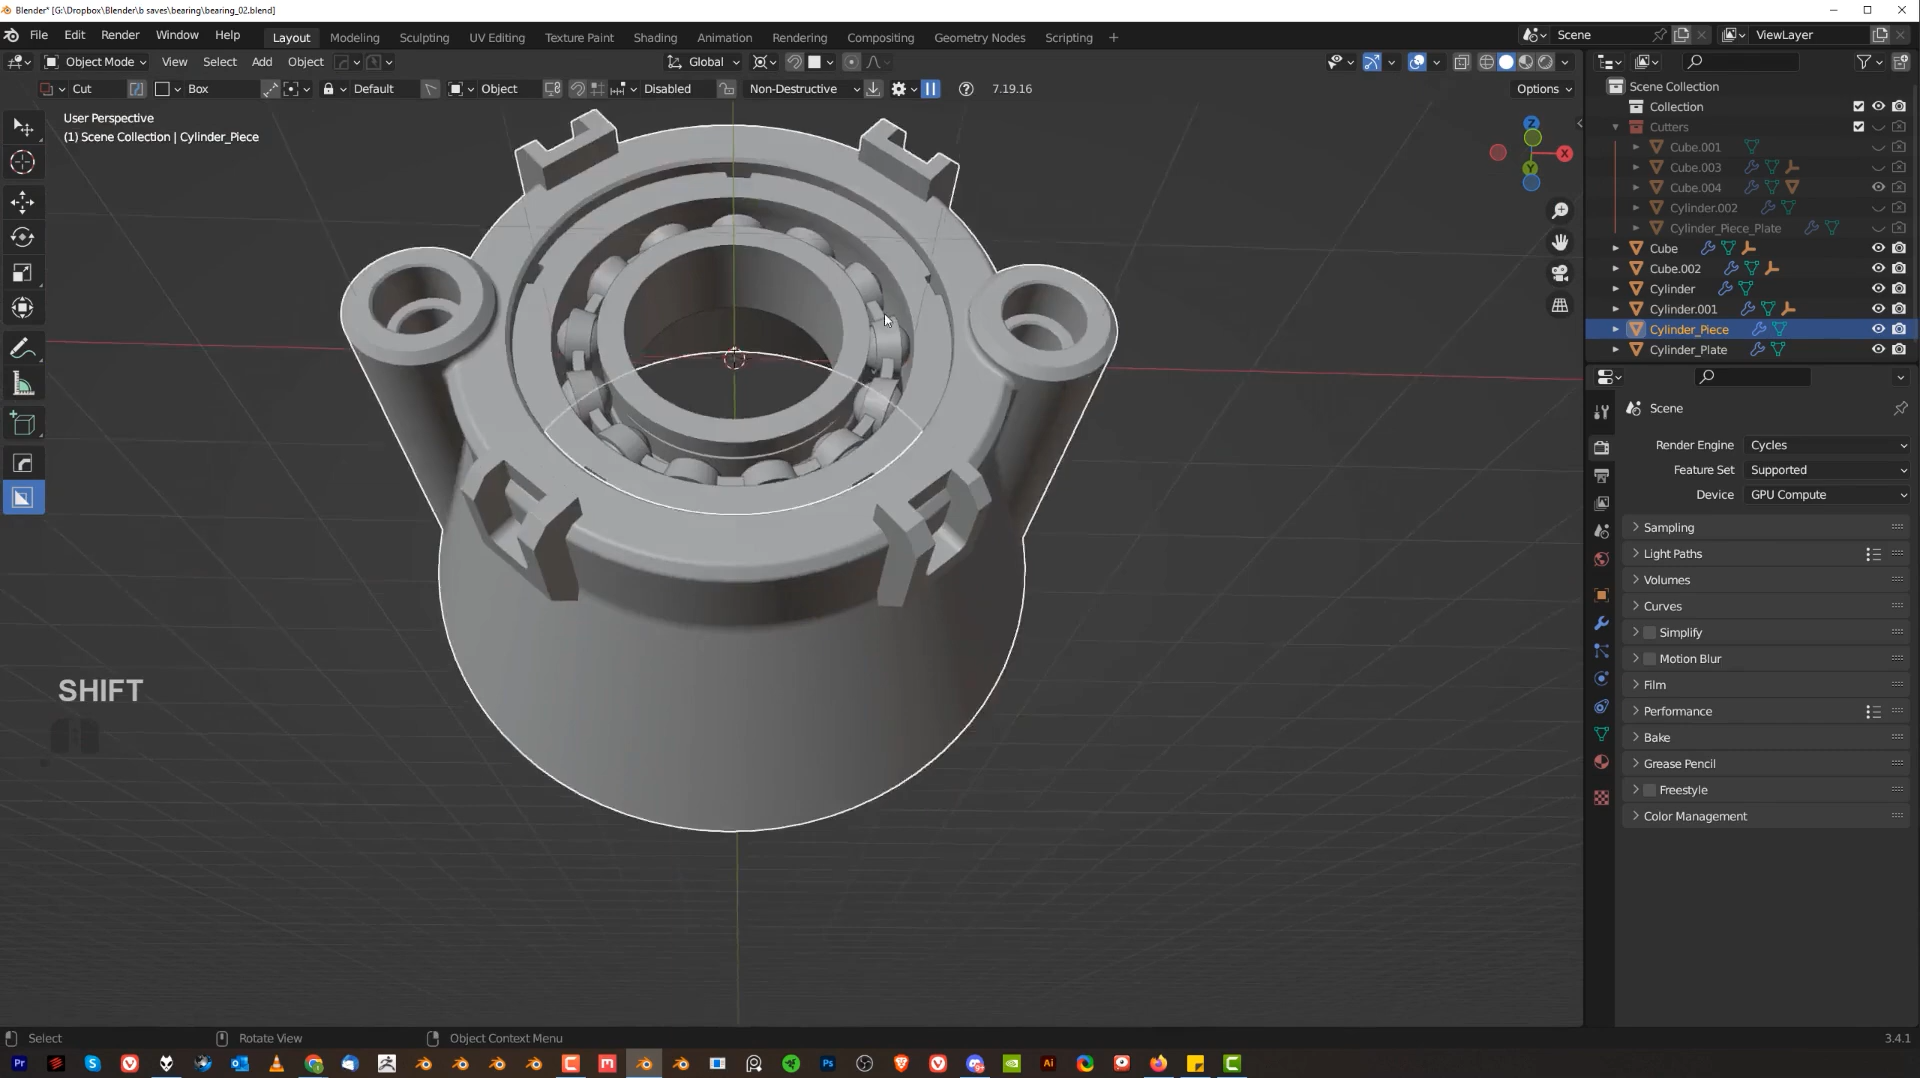 Blender* [G:\Dropbox\Blender\b saves\bearing\bearing_02.blend]
File Edit Render Window Help
Layout Modeling Sculpting UV Editing Texture Paint Shading Animation Rendering Compositing Geometry Nodes Scripting +
Scene
ViewLayer
Object Mode View Select Add Object
Global
Cut Box Default Object Disabled Non-Destructive 7.19.16
Options
User Perspective
(1) Scene Collection | Cylinder_Piece
Z
X
Y
Scene Collection
Collection
Cutters
Cube.001
Cube.003
Cube.004
Cylinder.002
Cylinder_Piece_Plate
Cube
Cube.002
Cylinder
Cylinder.001
Cylinder_Piece
Cylinder_Plate
Scene
Render Engine Cycles
Feature Set Supported
Device GPU Compute
Sampling
Light Paths
Volumes
Curves
Simplify
Motion Blur
Film
Performance
Bake
Grease Pencil
Freestyle
Color Management
SHIFT
Select Rotate View Object Context Menu
3.4.1
Pr
S
M
Ps
Ai
C